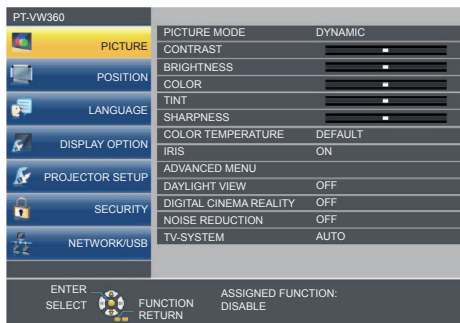 PT-VW360
PICTURE
POSITION
LANGUAGE
DISPLAY OPTION
PROJECTOR SETUP
SECURITY
NETWORK/USB
PICTURE MODE DYNAMIC
CONTRAST
BRIGHTNESS
COLOR
TINT
SHARPNESS
COLOR TEMPERATURE DEFAULT
IRIS ON
ADVANCED MENU
DAYLIGHT VIEW OFF
DIGITAL CINEMA REALITY OFF
NOISE REDUCTION OFF
TV-SYSTEM AUTO
ENTER
SELECT
FUNCTION
RETURN
ASSIGNED FUNCTION:
DISABLE